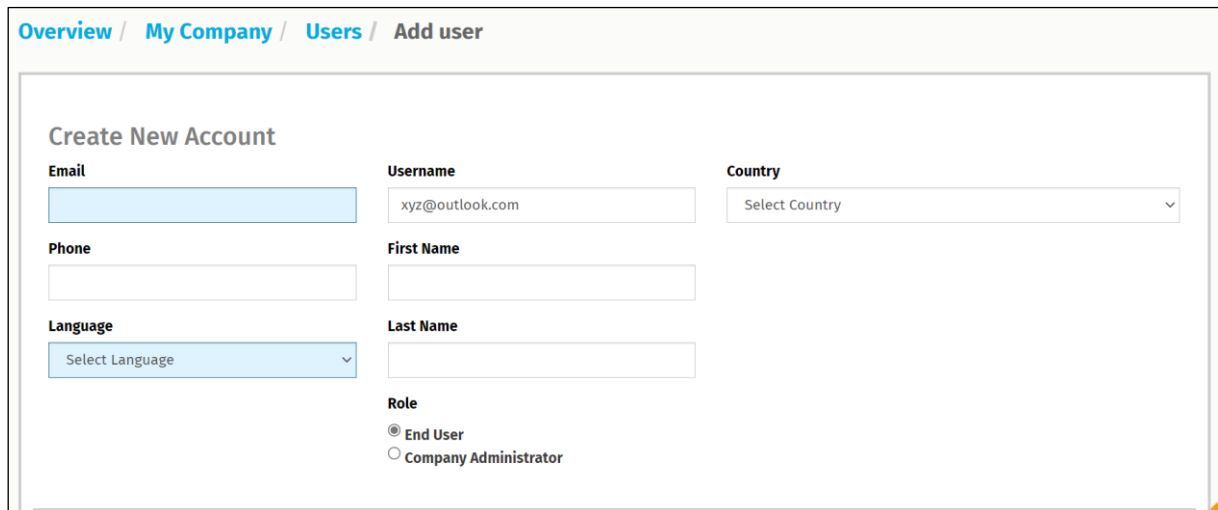 Overview / My Company / Users / Add user
Create New Account
Email
Username
xyz@outlook.com
Country
Select Country
Phone
First Name
Language
Select Language
Last Name
Role
End User
Company Administrator